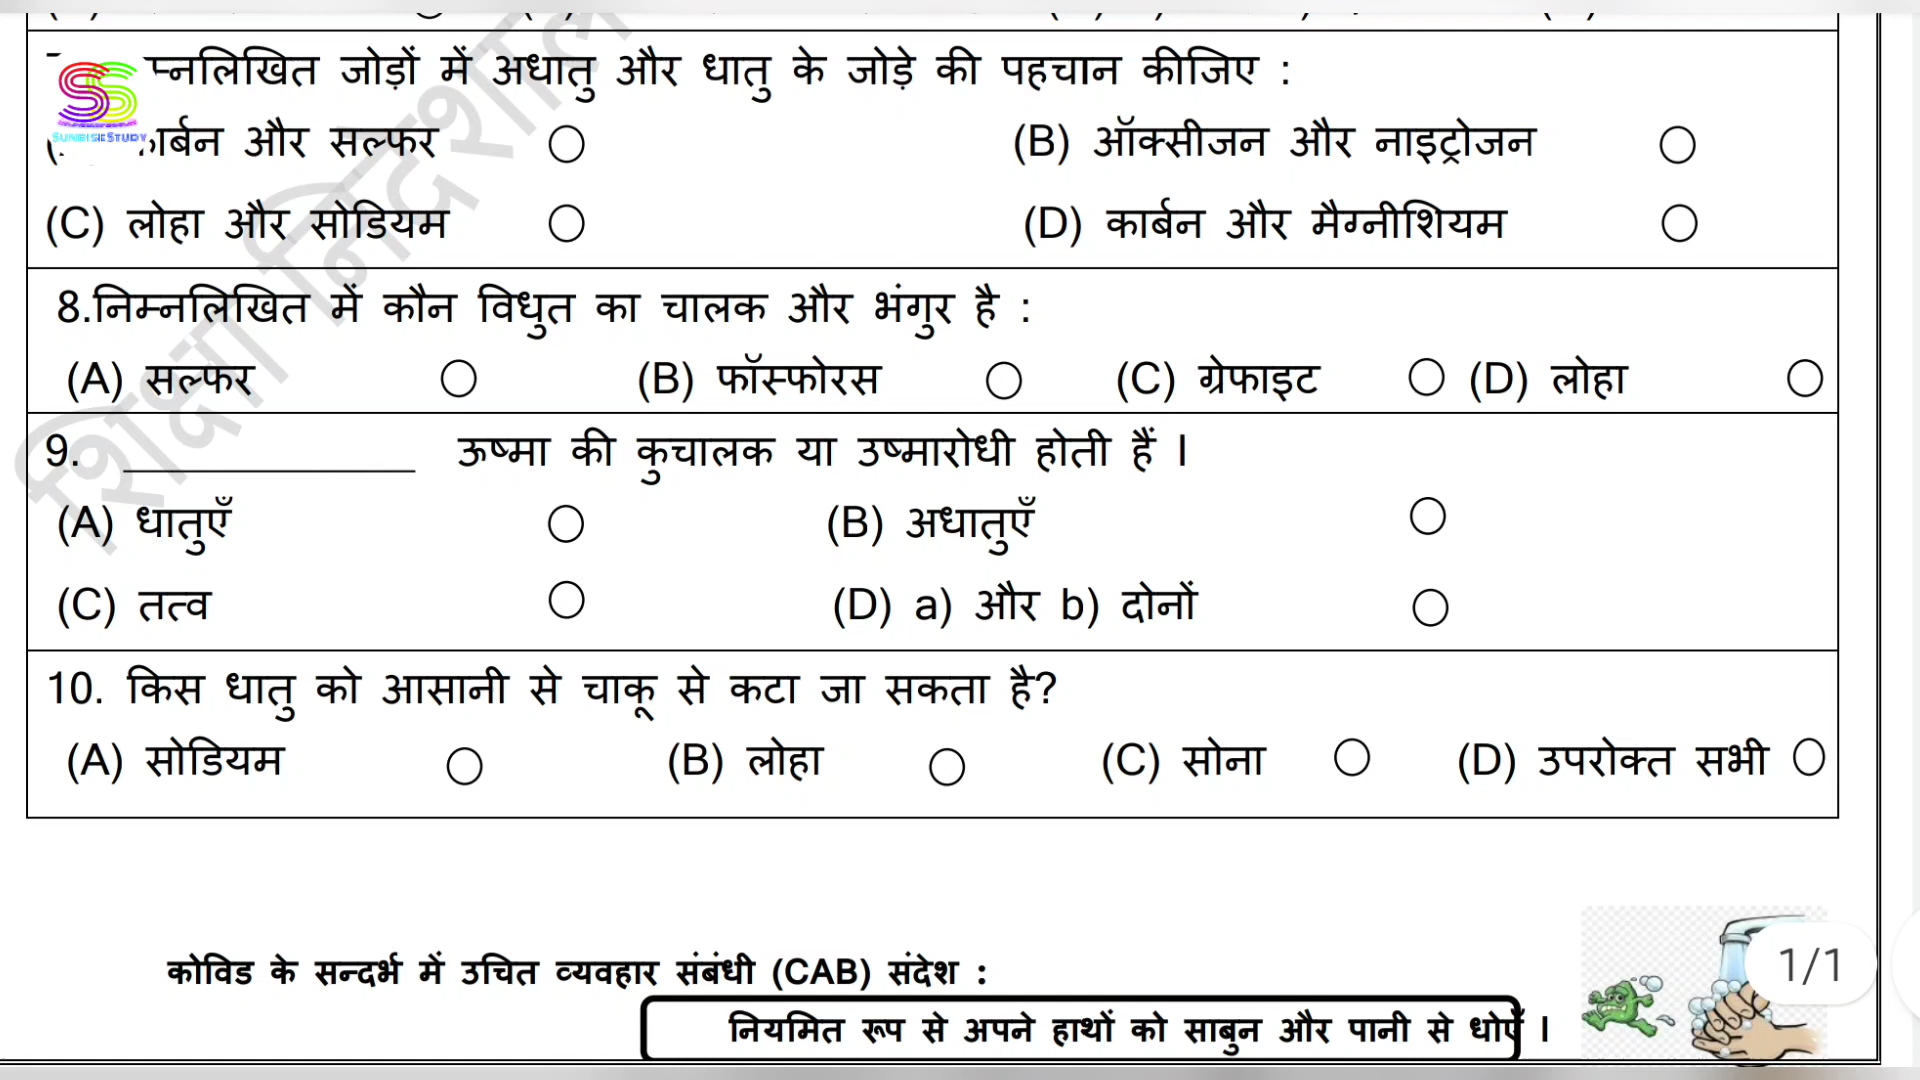 म्नलिखित जोड़ों में अधातु और धातु के जोड़े की पहचान कीजिए :
SUNRISESTUDY
ार्बन और सल्फर (B) ऑक्सीजन और नाइट्रोजन
(C) लोहा और सोडियम (D) कार्बन और मैग्नीशियम
8.निम्नलिखित में कौन विधुत का चालक और भंगुर है :
(A) सल्फर (B) फॉस्फोरस (C) ग्रेफाइट (D) लोहा
9. ______________ ऊष्मा की कुचालक या उष्मारोधी होती हैं ।
(A) धातुएँ (B) अधातुएँ
(C) तत्व (D) a) और b) दोनों
10. किस धातु को आसानी से चाकू से कटा जा सकता है?
(A) सोडियम (B) लोहा (C) सोना (D) उपरोक्त सभी
कोविड के सन्दर्भ में उचित व्यवहार संबंधी (CAB) संदेश :
1/1
नियमित रूप से अपने हाथों को साबुन और पानी से धोएँ ।
शिक्षा निदेशाल